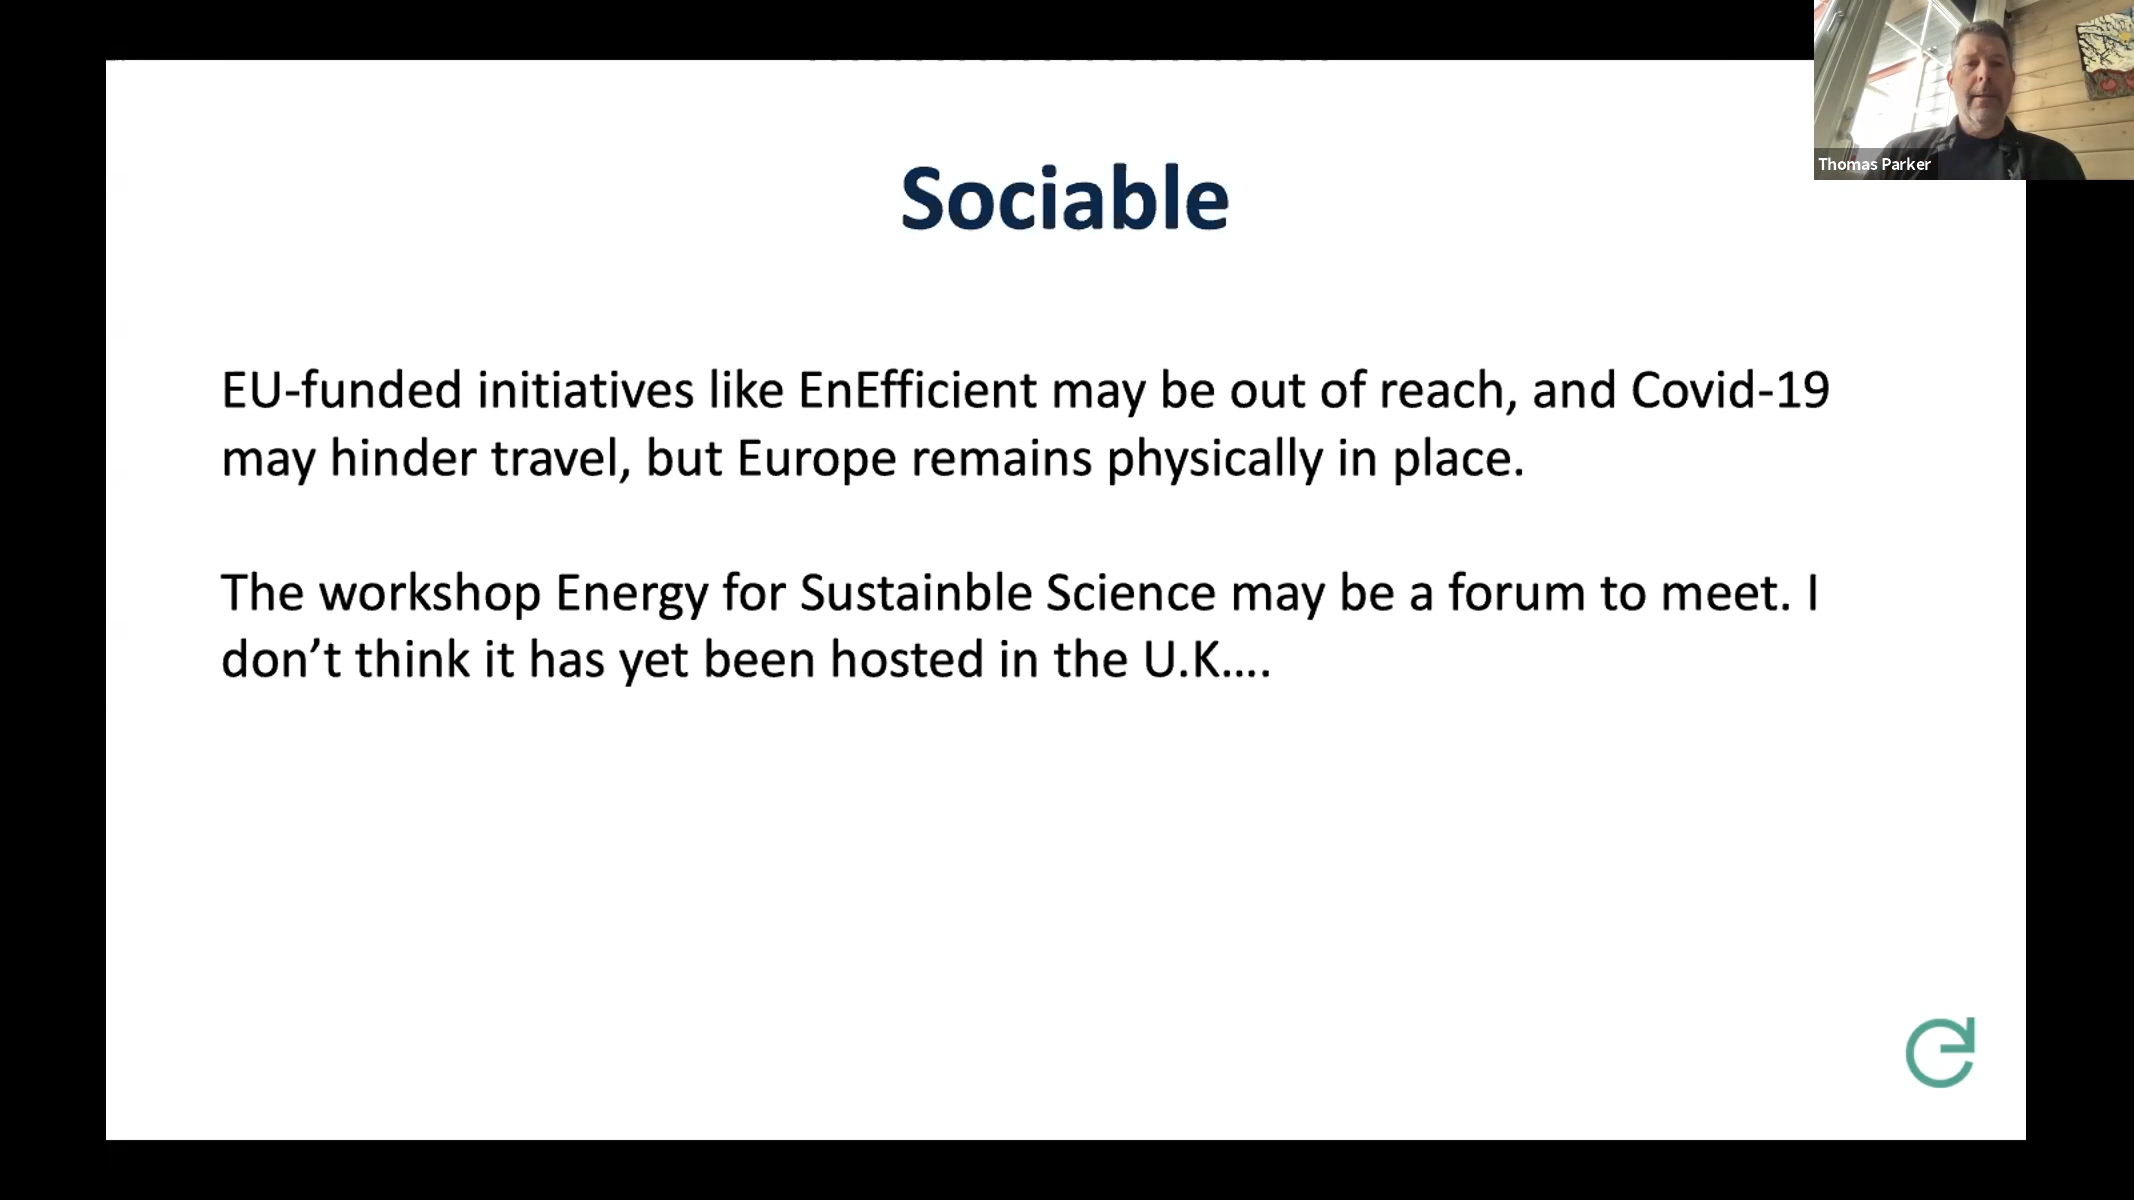 Thomas Parker
Sociable
EU-funded initiatives like EnEfficient may be out of reach, and Covid-19
may hinder travel, but Europe remains physically in place.
The workshop Energy for Sustainble Science may be a forum to meet. I
don’t think it has yet been hosted in the U.K....